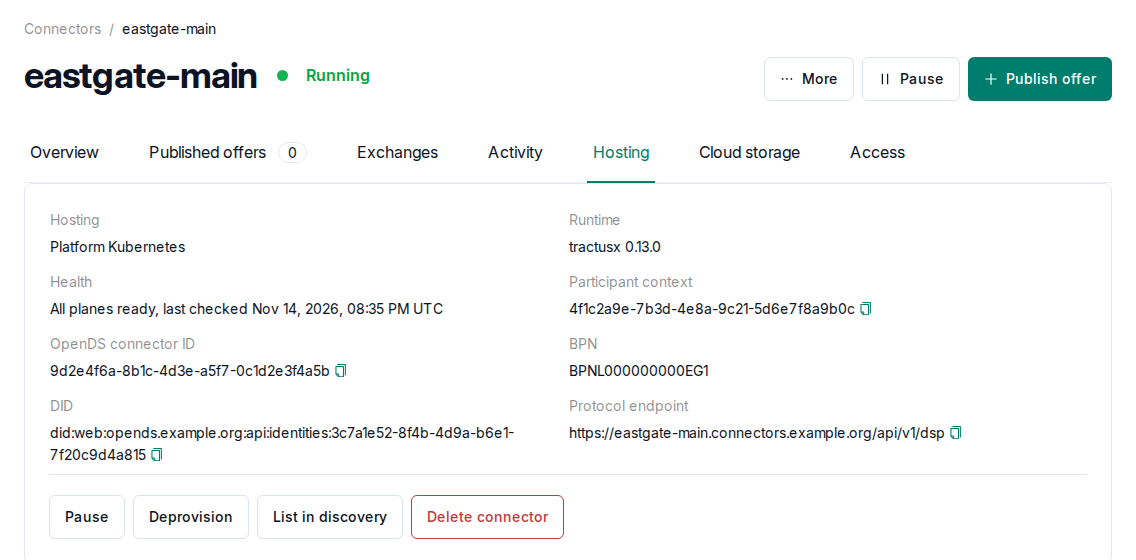 Connectors / eastgate-main
eastgate-main Running
More Pause Publish offer
Overview Published offers 0 Exchanges Activity Hosting Cloud storage Access
Hosting Runtime
Platform Kubernetes tractusx 0.13.0
Health Participant context
All planes ready, last checked Nov 14, 2026, 08:35 PM UTC 4f1c2a9e-7b3d-4e8a-9c21-5d6e7f8a9b0c
OpenDS connector ID BPN
9d2e4f6a-8b1c-4d3e-a5f7-0c1d2e3f4a5b BPNL000000000EG1
DID Protocol endpoint
did:web:opends.example.org:api:identities:3c7a1e52-8f4b-4d9a-b6e1- https://eastgate-main.connectors.example.org/api/v1/dsp
7f20c9d4a815
Pause Deprovision List in discovery Delete connector